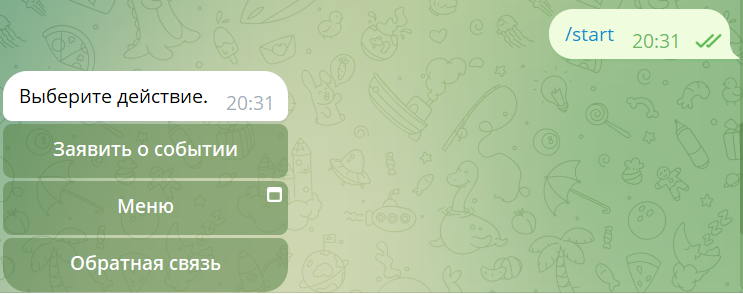 /start 20:31
Выберите действие. 20:31
Заявить о событии
Меню
Обратная связь